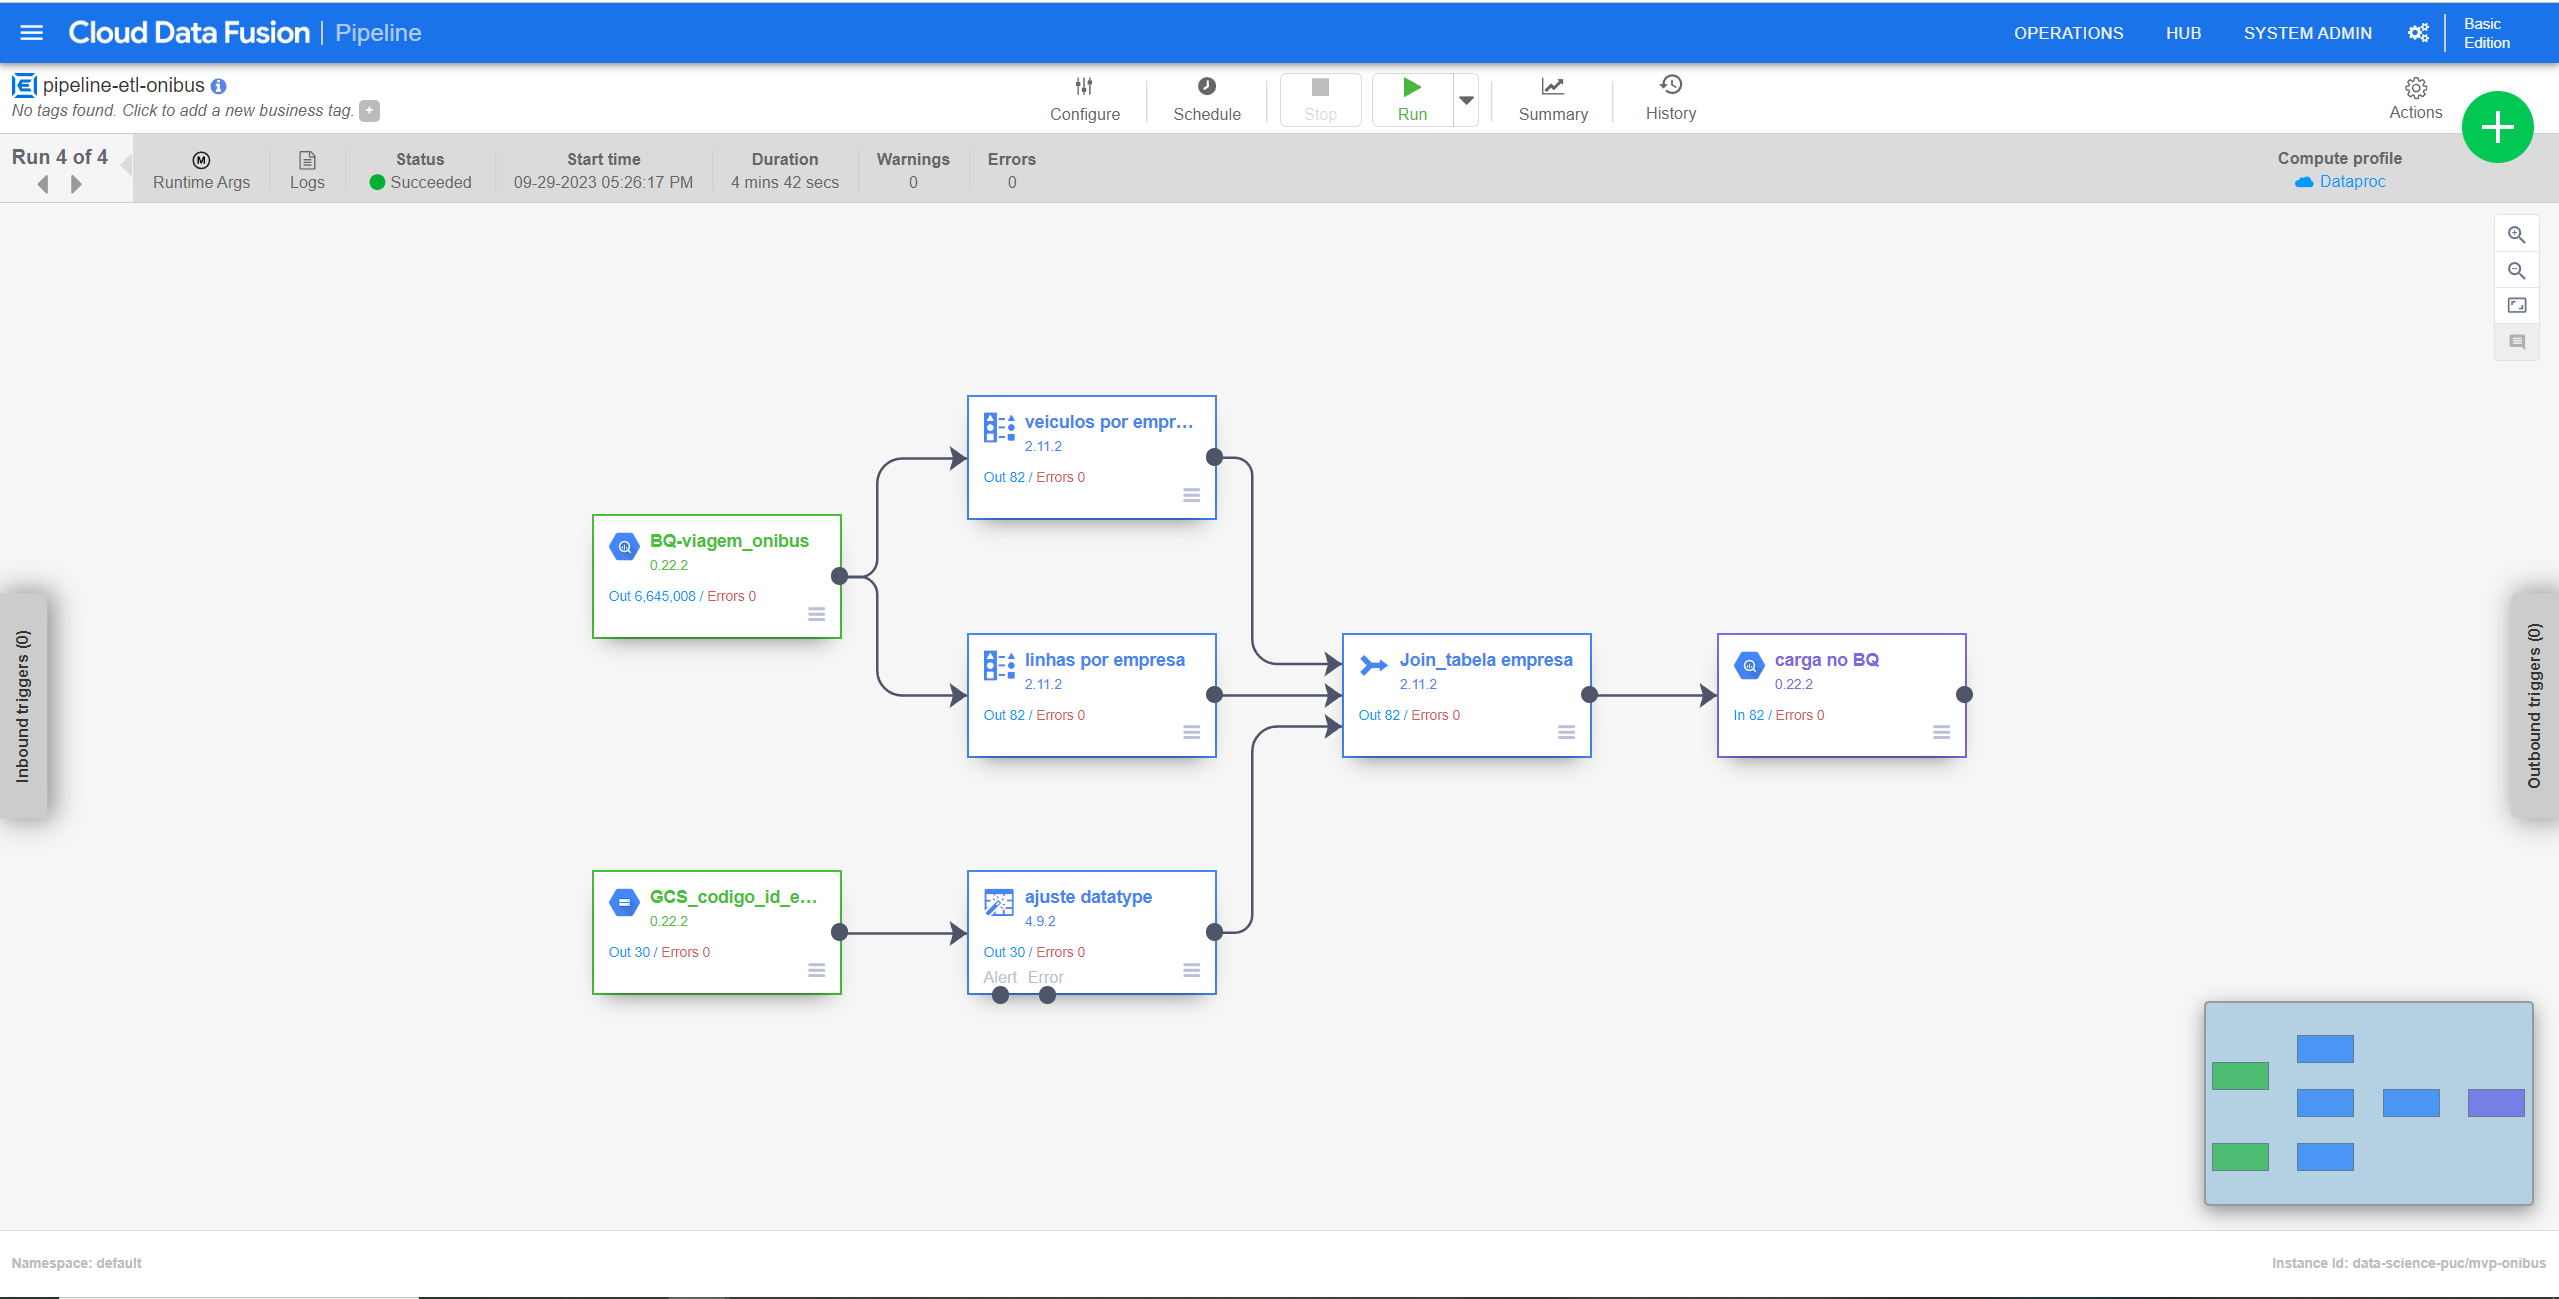 Cloud Data Fusion | Pipeline
OPERATIONS
HUB
SYSTEM ADMIN
Basic
Edition
pipeline-etl-onibus
No tags found. Click to add a new business tag.
Configure
Schedule
Stop
Run
Summary
History
Actions
Run 4 of 4
Runtime Args
Logs
Status
Succeeded
Start time
09-29-2023 05:26:17 PM
Duration
4 mins 42 secs
Warnings
0
Errors
0
Compute profile
Dataproc
Inbound triggers (0)
Outbound triggers (0)
veiculos por empr...
2.11.2
Out 82 / Errors 0
BQ-viagem_onibus
0.22.2
Out 6,645,008 / Errors 0
linhas por empresa
2.11.2
Out 82 / Errors 0
Join_tabela empresa
2.11.2
Out 82 / Errors 0
carga no BQ
0.22.2
In 82 / Errors 0
GCS_codigo_id_e...
0.22.2
Out 30 / Errors 0
ajuste datatype
4.9.2
Out 30 / Errors 0
Alert Error
Namespace: default
Instance Id: data-science-puc/mvp-onibus